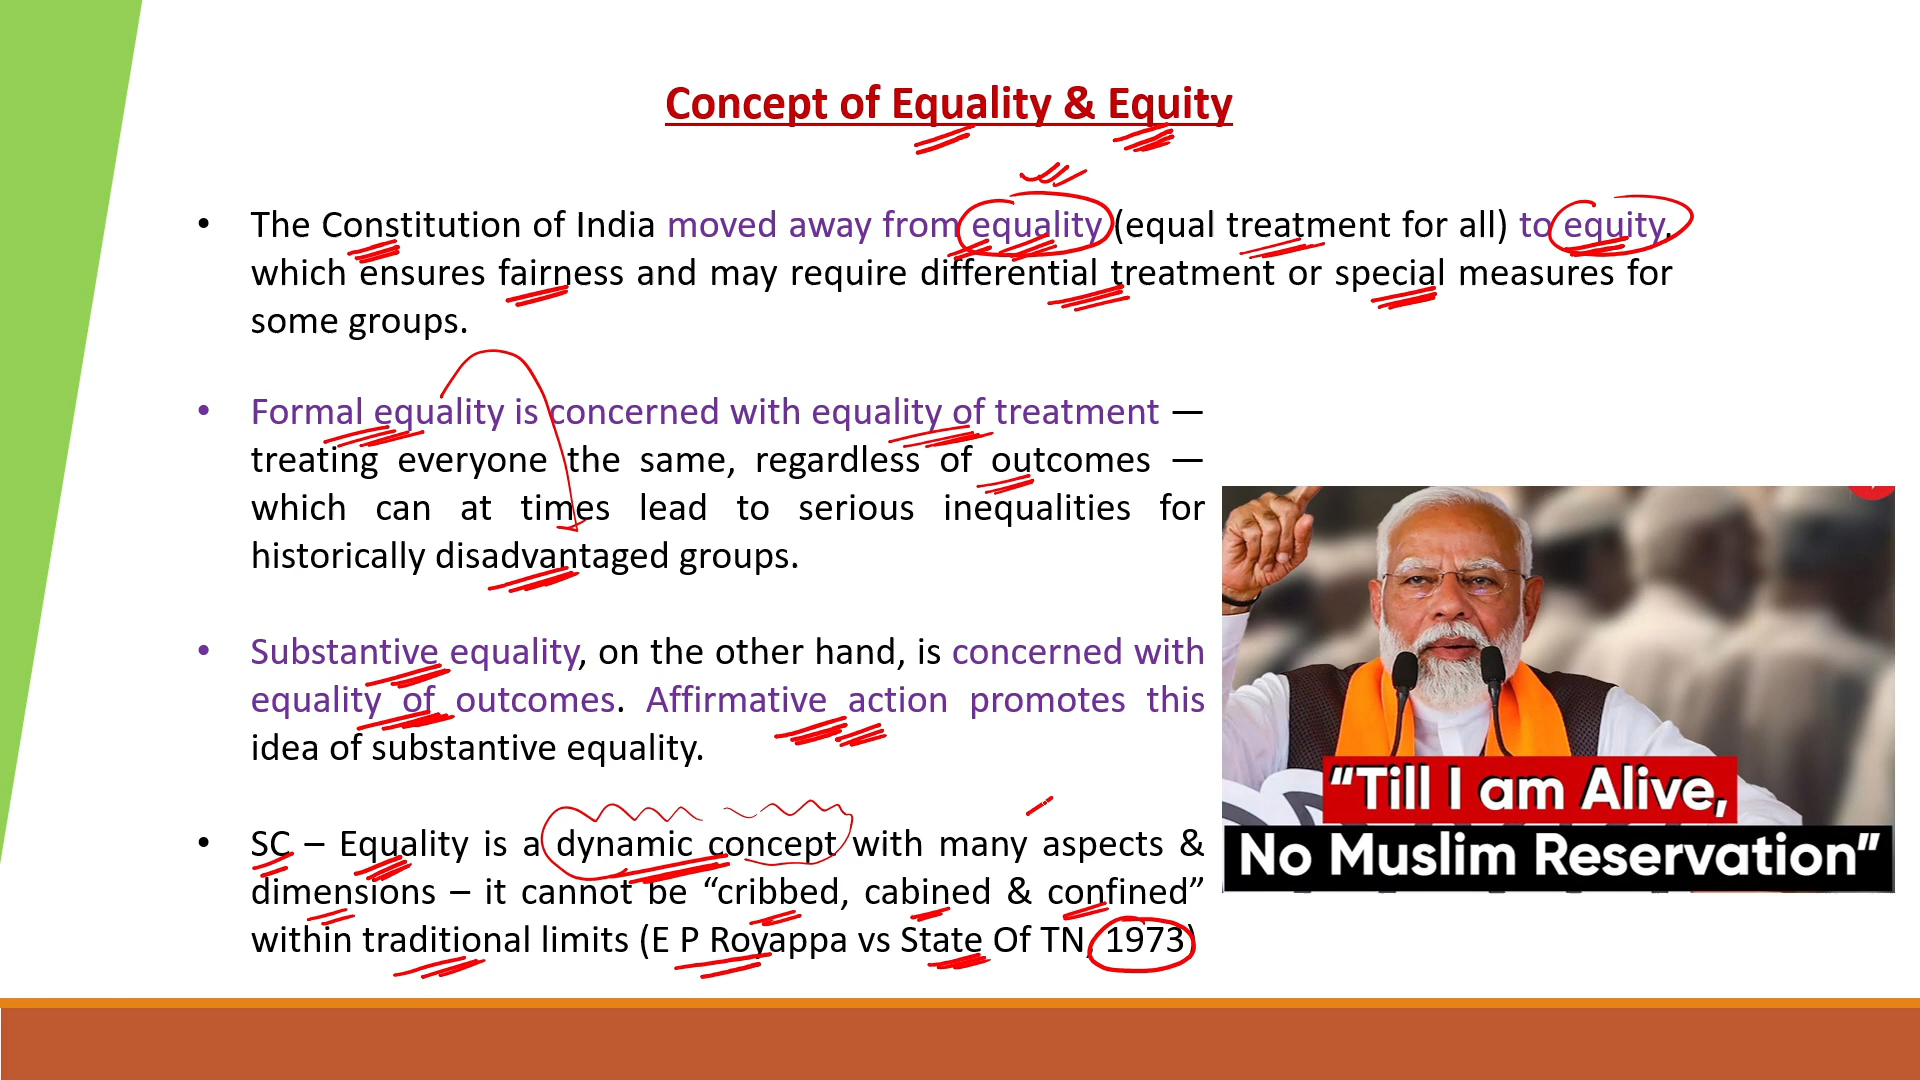 Concept of Equality & Equity
• The Constitution of India moved away from equality (equal treatment for all) to equity,
which ensures fairness and may require differential treatment or special measures for
some groups.
• Formal equality is concerned with equality of treatment —
treating everyone the same, regardless of outcomes —
which can at times lead to serious inequalities for
historically disadvantaged groups.
• Substantive equality, on the other hand, is concerned with
equality of outcomes. Affirmative action promotes this
idea of substantive equality.
• SC – Equality is a dynamic concept with many aspects &
dimensions – it cannot be “cribbed, cabined & confined”
within traditional limits (E P Royappa vs State Of TN, 1973)
“Till I am Alive,
No Muslim Reservation”